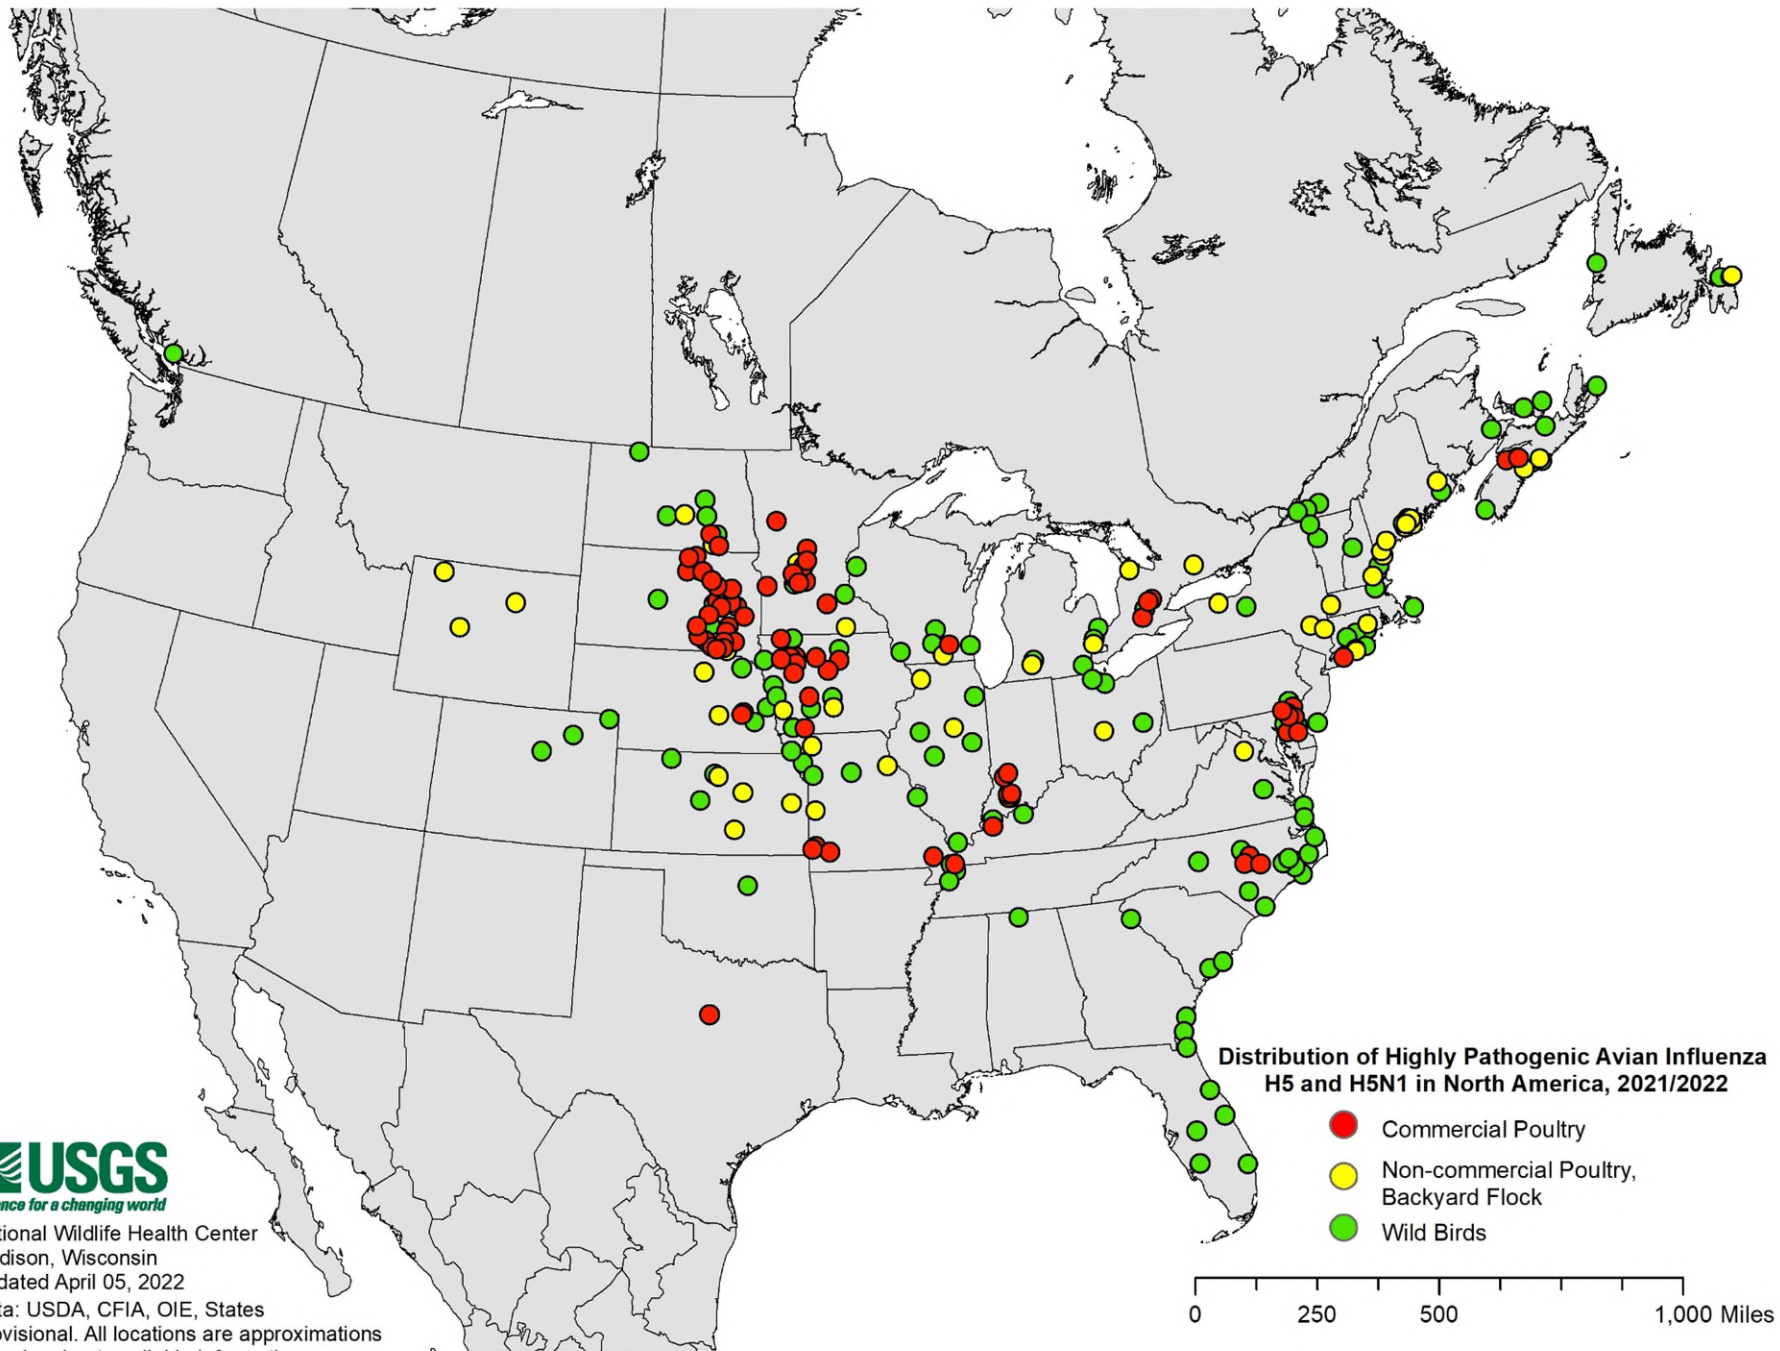 Distribution of Highly Pathogenic Avian Influenza
H5 and H5N1 in North America, 2021/2022
Commercial Poultry
Non-commercial Poultry,
Backyard Flock
Wild Birds
0 250 500 1,000 Miles
USGS
ence for a changing world
tional Wildlife Health Center
dison, Wisconsin
dated April 05, 2022
ta: USDA, CFIA, OIE, States
ovisional. All locations are approximations